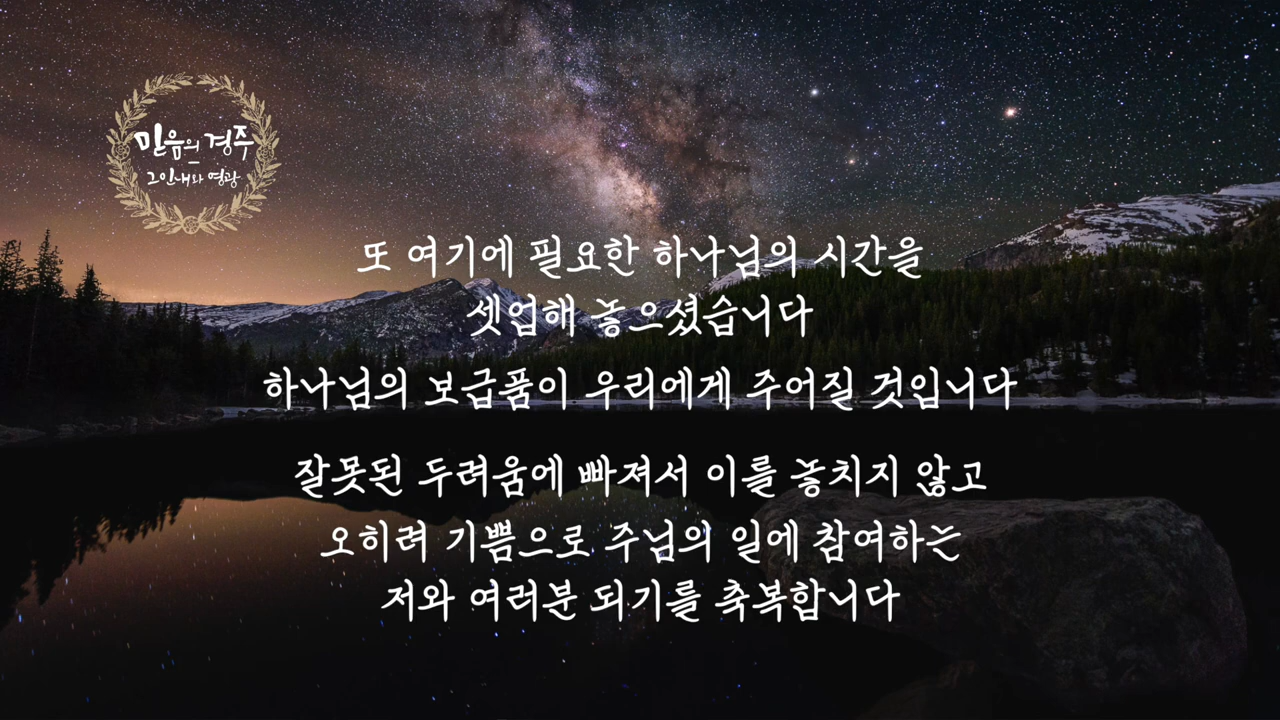 믿음의 경주
그 인내와 영광
또 여기에 필요한 하나님의 시간을
셋업해 놓으셨습니다
하나님의 보급품이 우리에게 주어질 것입니다
잘못된 두려움에 빠져서 이를 놓치지 않고
오히려 기쁨으로 주님의 일에 참여하는
저와 여러분 되기를 축복합니다